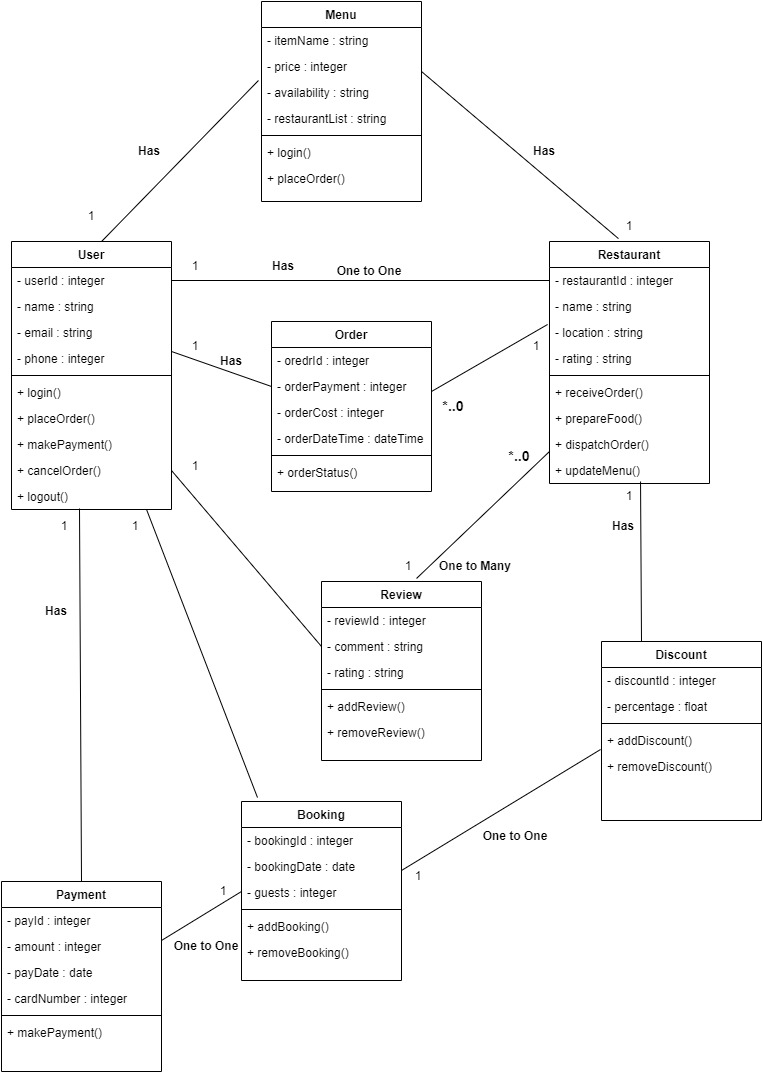 Menu
- itemName : string
- price : integer
- availability : string
- restaurantList : string
+ login()
+ placeOrder()
Has
Has
1
1
User
- userId : integer
- name : string
- email : string
- phone : integer
+ login()
+ placeOrder()
+ makePayment()
+ cancelOrder()
+ logout()
1
Has
One to One
Restaurant
- restaurantId : integer
- name : string
- location : string
- rating : string
+ receiveOrder()
+ prepareFood()
+ dispatchOrder()
+ updateMenu()
1
Has
Order
- oredrId : integer
- orderPayment : integer
- orderCost : integer
- orderDateTime : dateTime
+ orderStatus()
1
*..0
*..0
1
1
1
1
Has
1
One to Many
Has
Review
- reviewId : integer
- comment : string
- rating : string
+ addReview()
+ removeReview()
Discount
- discountId : integer
- percentage : float
+ addDiscount()
+ removeDiscount()
Booking
- bookingId : integer
- bookingDate : date
- guests : integer
+ addBooking()
+ removeBooking()
One to One
1
1
One to One
Payment
- payId : integer
- amount : integer
- payDate : date
- cardNumber : integer
+ makePayment()